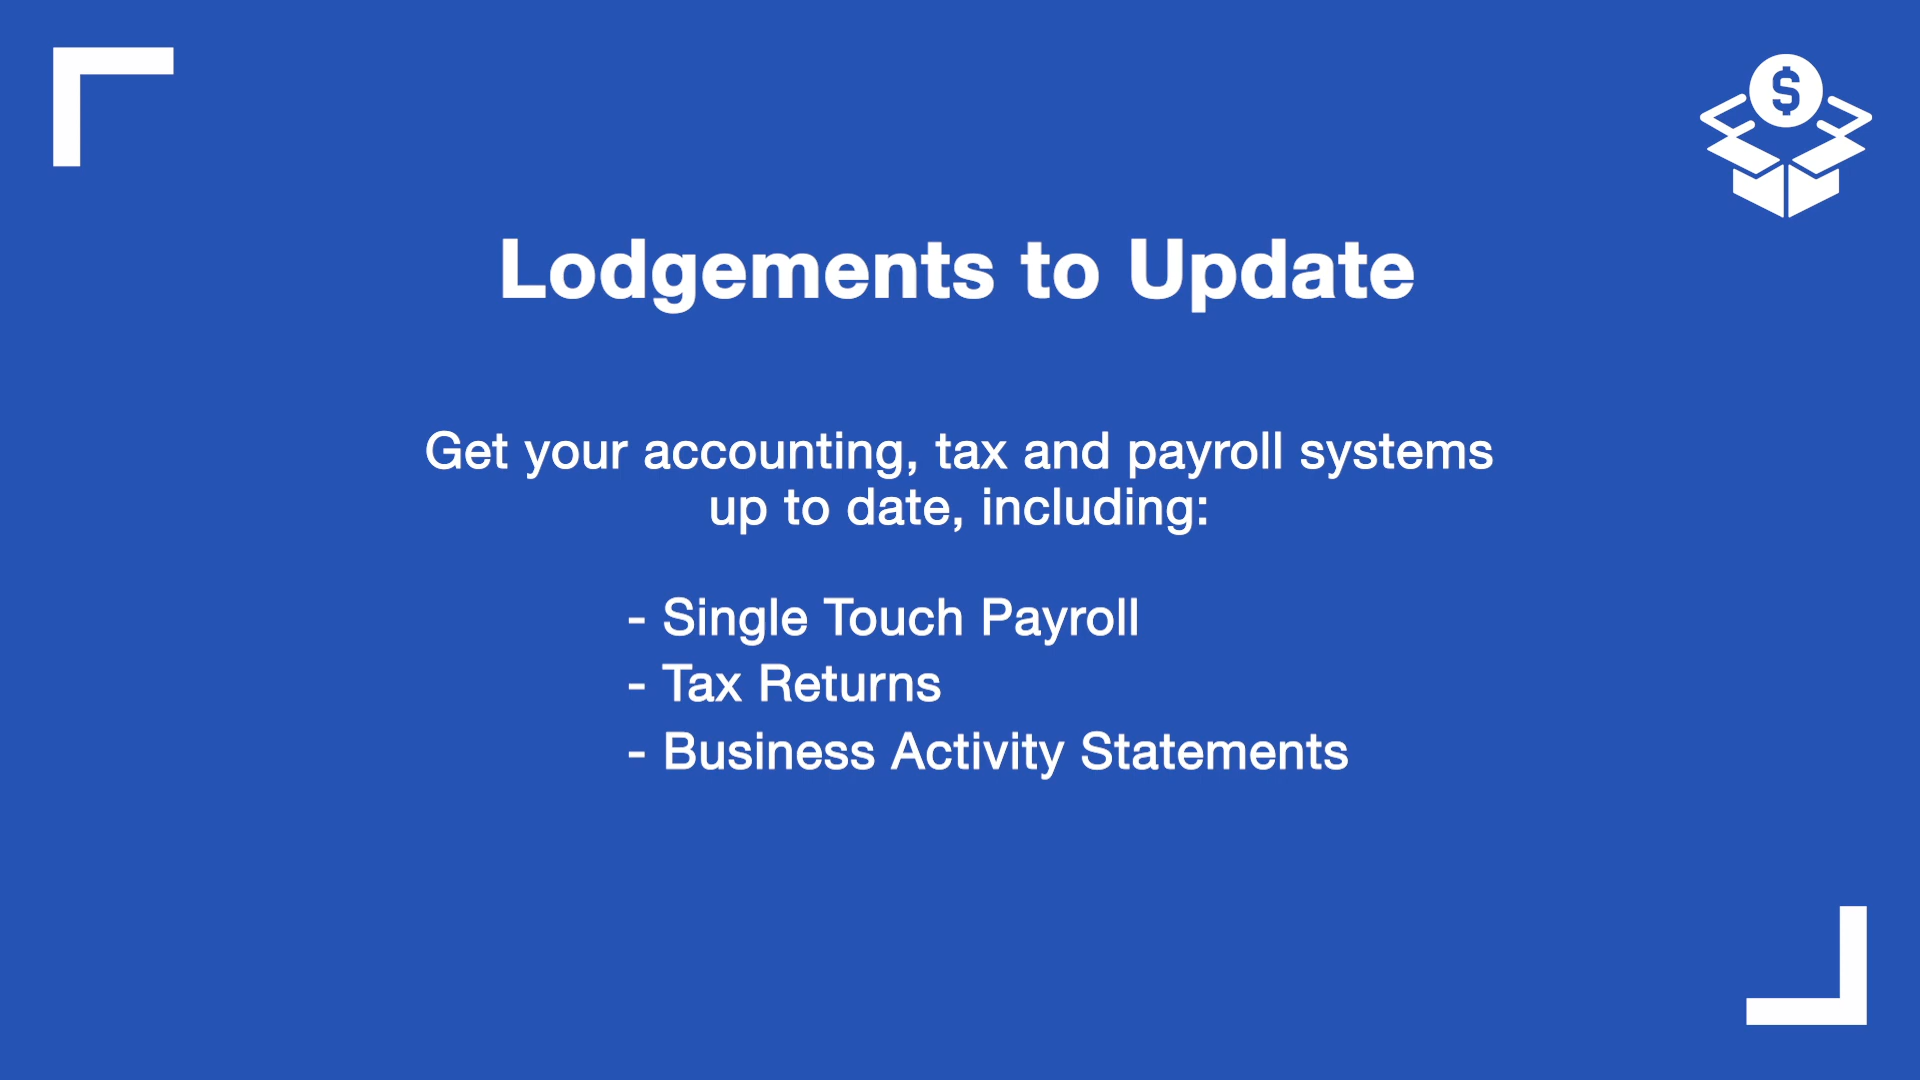 $
Lodgements to Update
Get your accounting, tax and payroll systems
up to date, including:
- Single Touch Payroll
- Tax Returns
- Business Activity Statements